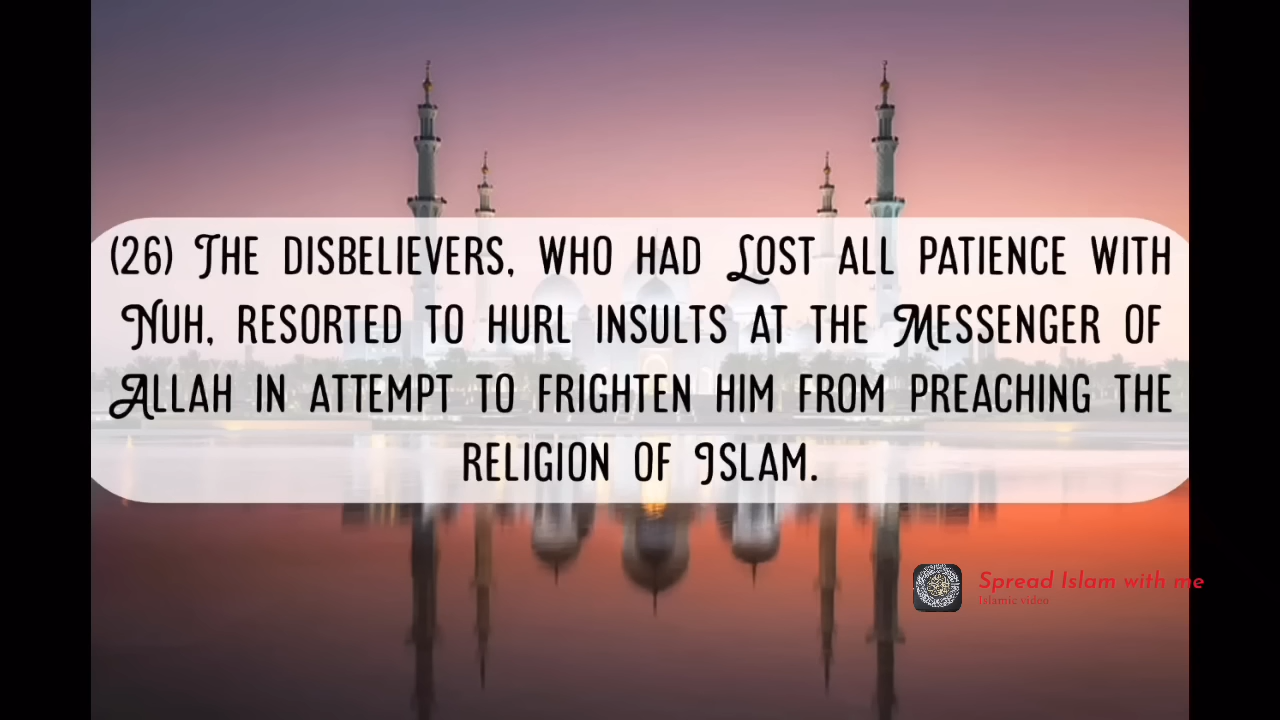 (26) The disbelievers, who had Lost all patience with
Nuh, resorted to hurl insults at the Messenger of
Allah in attempt to frighten him from preaching the
religion of Islam.
Spread Islam with me
Islamic video